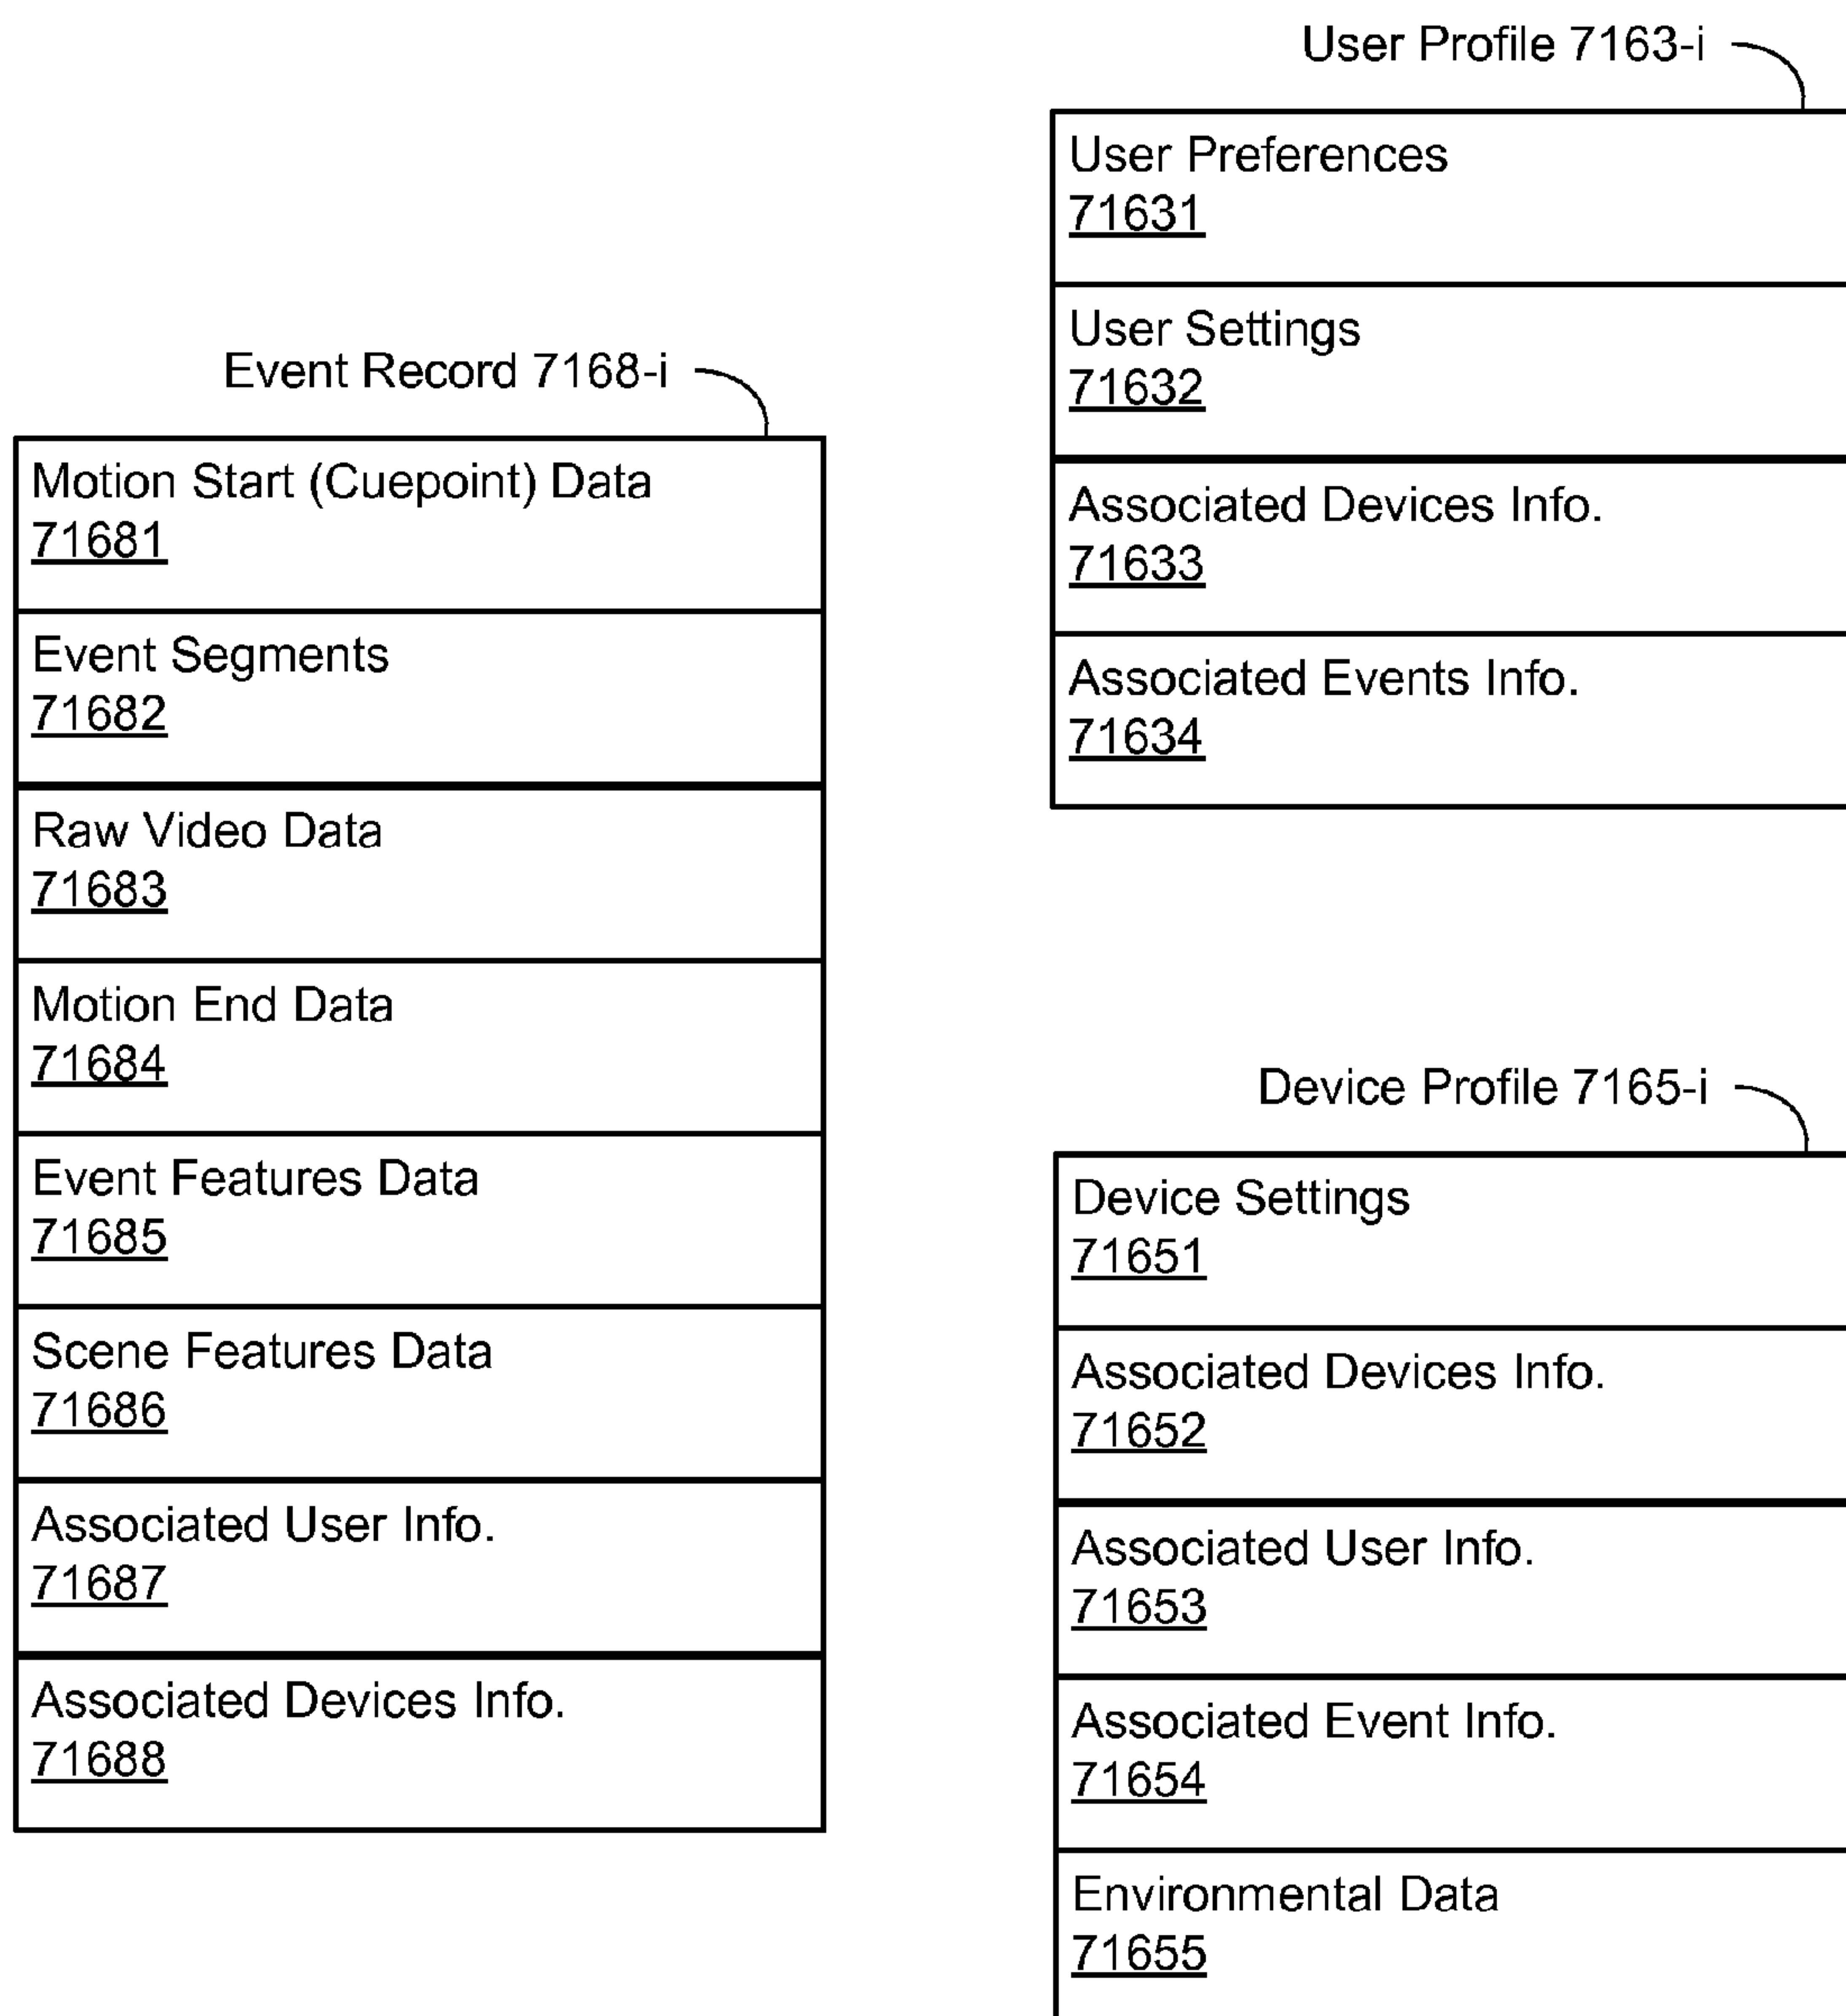 Event Record 7168-i
Motion Start (Cuepoint) Data
71681
Event Segments
71682
Raw Video Data
71683
Motion End Data
71684
Event Features Data
71685
Scene Features Data
71686
Associated User Info.
71687
Associated Devices Info.
71688
User Profile 7163-i
User Preferences
71631
User Settings
71632
Associated Devices Info.
71633
Associated Events Info.
71634
Device Profile 7165-i
Device Settings
71651
Associated Devices Info.
71652
Associated User Info.
71653
Associated Event Info.
71654
Environmental Data
71655